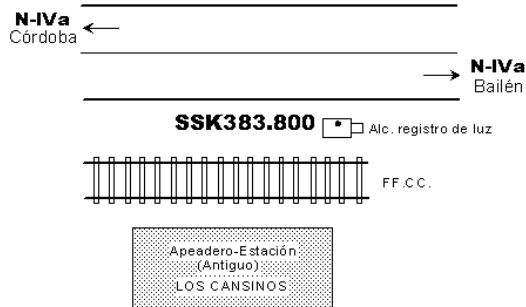 N-IVa
Córdoba
N-IVa
Bailén
SSK383.800
Alc. registro de luz
FF.CC.
Apeadero-Estación
(Antiguo)
LOS CANSINOS